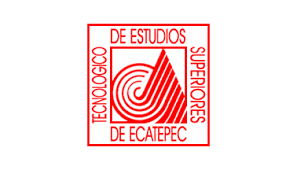 TECNOLOGICO
DE ESTUDIOS
SUPERIORES
DE ECATEPEC